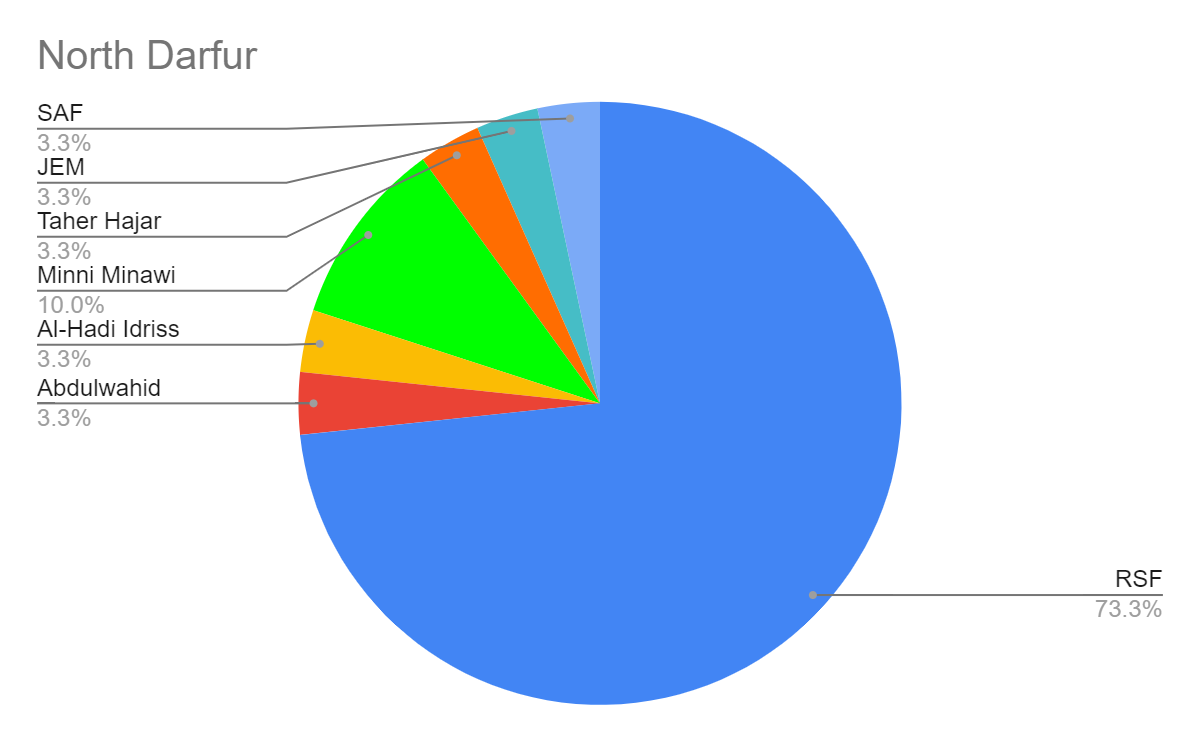 North Darfur
SAF
3.3%
JEM
3.3%
Taher Hajar
3.3%
Minni Minawi
10.0%
Al-Hadi Idriss
3.3%
Abdulwahid
3.3%
RSF
73.3%